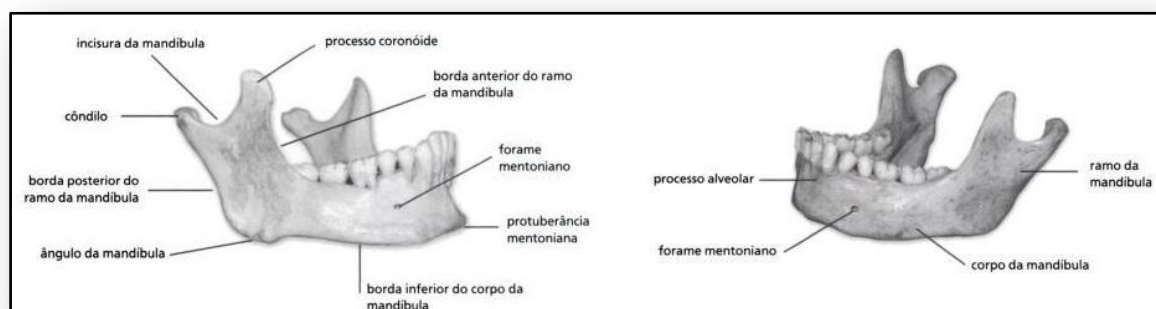 incisura da mandíbula
processo coronóide
borda anterior do ramo
da mandíbula
côndilo
forame
mentoniano
borda posterior do
ramo da mandíbula
protuberância
mentoniana
ângulo da mandíbula
borda inferior do corpo da
mandíbula
processo alveolar
ramo da
mandíbula
forame mentoniano
corpo da mandíbula